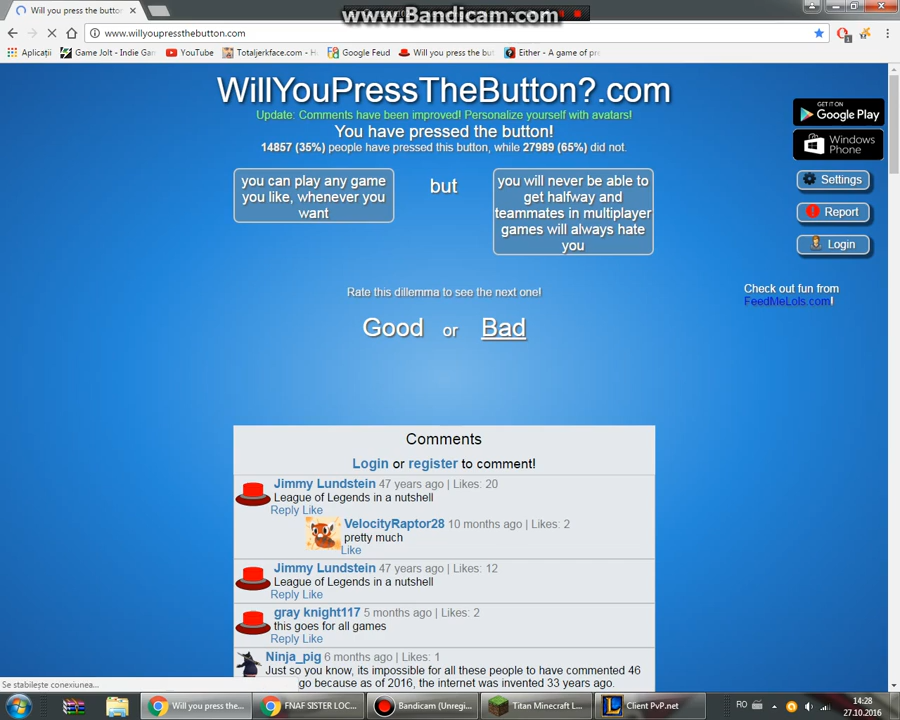 Will you press the butto
www.Bandicam.com
www.willyoupressthebutton.com
Aplicații
Game Jolt - Indie Gam
YouTube
Totaljerkface.com - H
Google Feud
Will you press the but
Either - A game of pre
WillYouPressTheButton?.com
Update: Comments have been improved! Personalize yourself with avatars!
You have pressed the button!
14857 (35%) people have pressed this button, while 27989 (65%) did not.
GET IT ON
Google Play
Windows
Phone
Settings
Report
Login
you can play any game
you like, whenever you
want
but
you will never be able to
get halfway and
teammates in multiplayer
games will always hate
you
Check out fun from
FeedMeLols.com!
Rate this dillemma to see the next one!
Good or Bad
Comments
Login or register to comment!
Jimmy Lundstein 47 years ago | Likes: 20
League of Legends in a nutshell
Reply Like
VelocityRaptor28 10 months ago | Likes: 2
pretty much
Like
Jimmy Lundstein 47 years ago | Likes: 12
League of Legends in a nutshell
Reply Like
gray knight117 5 months ago | Likes: 2
this goes for all games
Reply Like
Ninja_pig 6 months ago | Likes: 1
Just so you know, its impossible for all these people to have commented 46
go because as of 2016, the internet was invented 33 years ago.
Se stabilește conexiunea...
Will you press the...
FNAF SISTER LOC...
Bandicam (Unregi...
Titan Minecraft L...
Client PvP.net
RO
14:28
27.10.2016